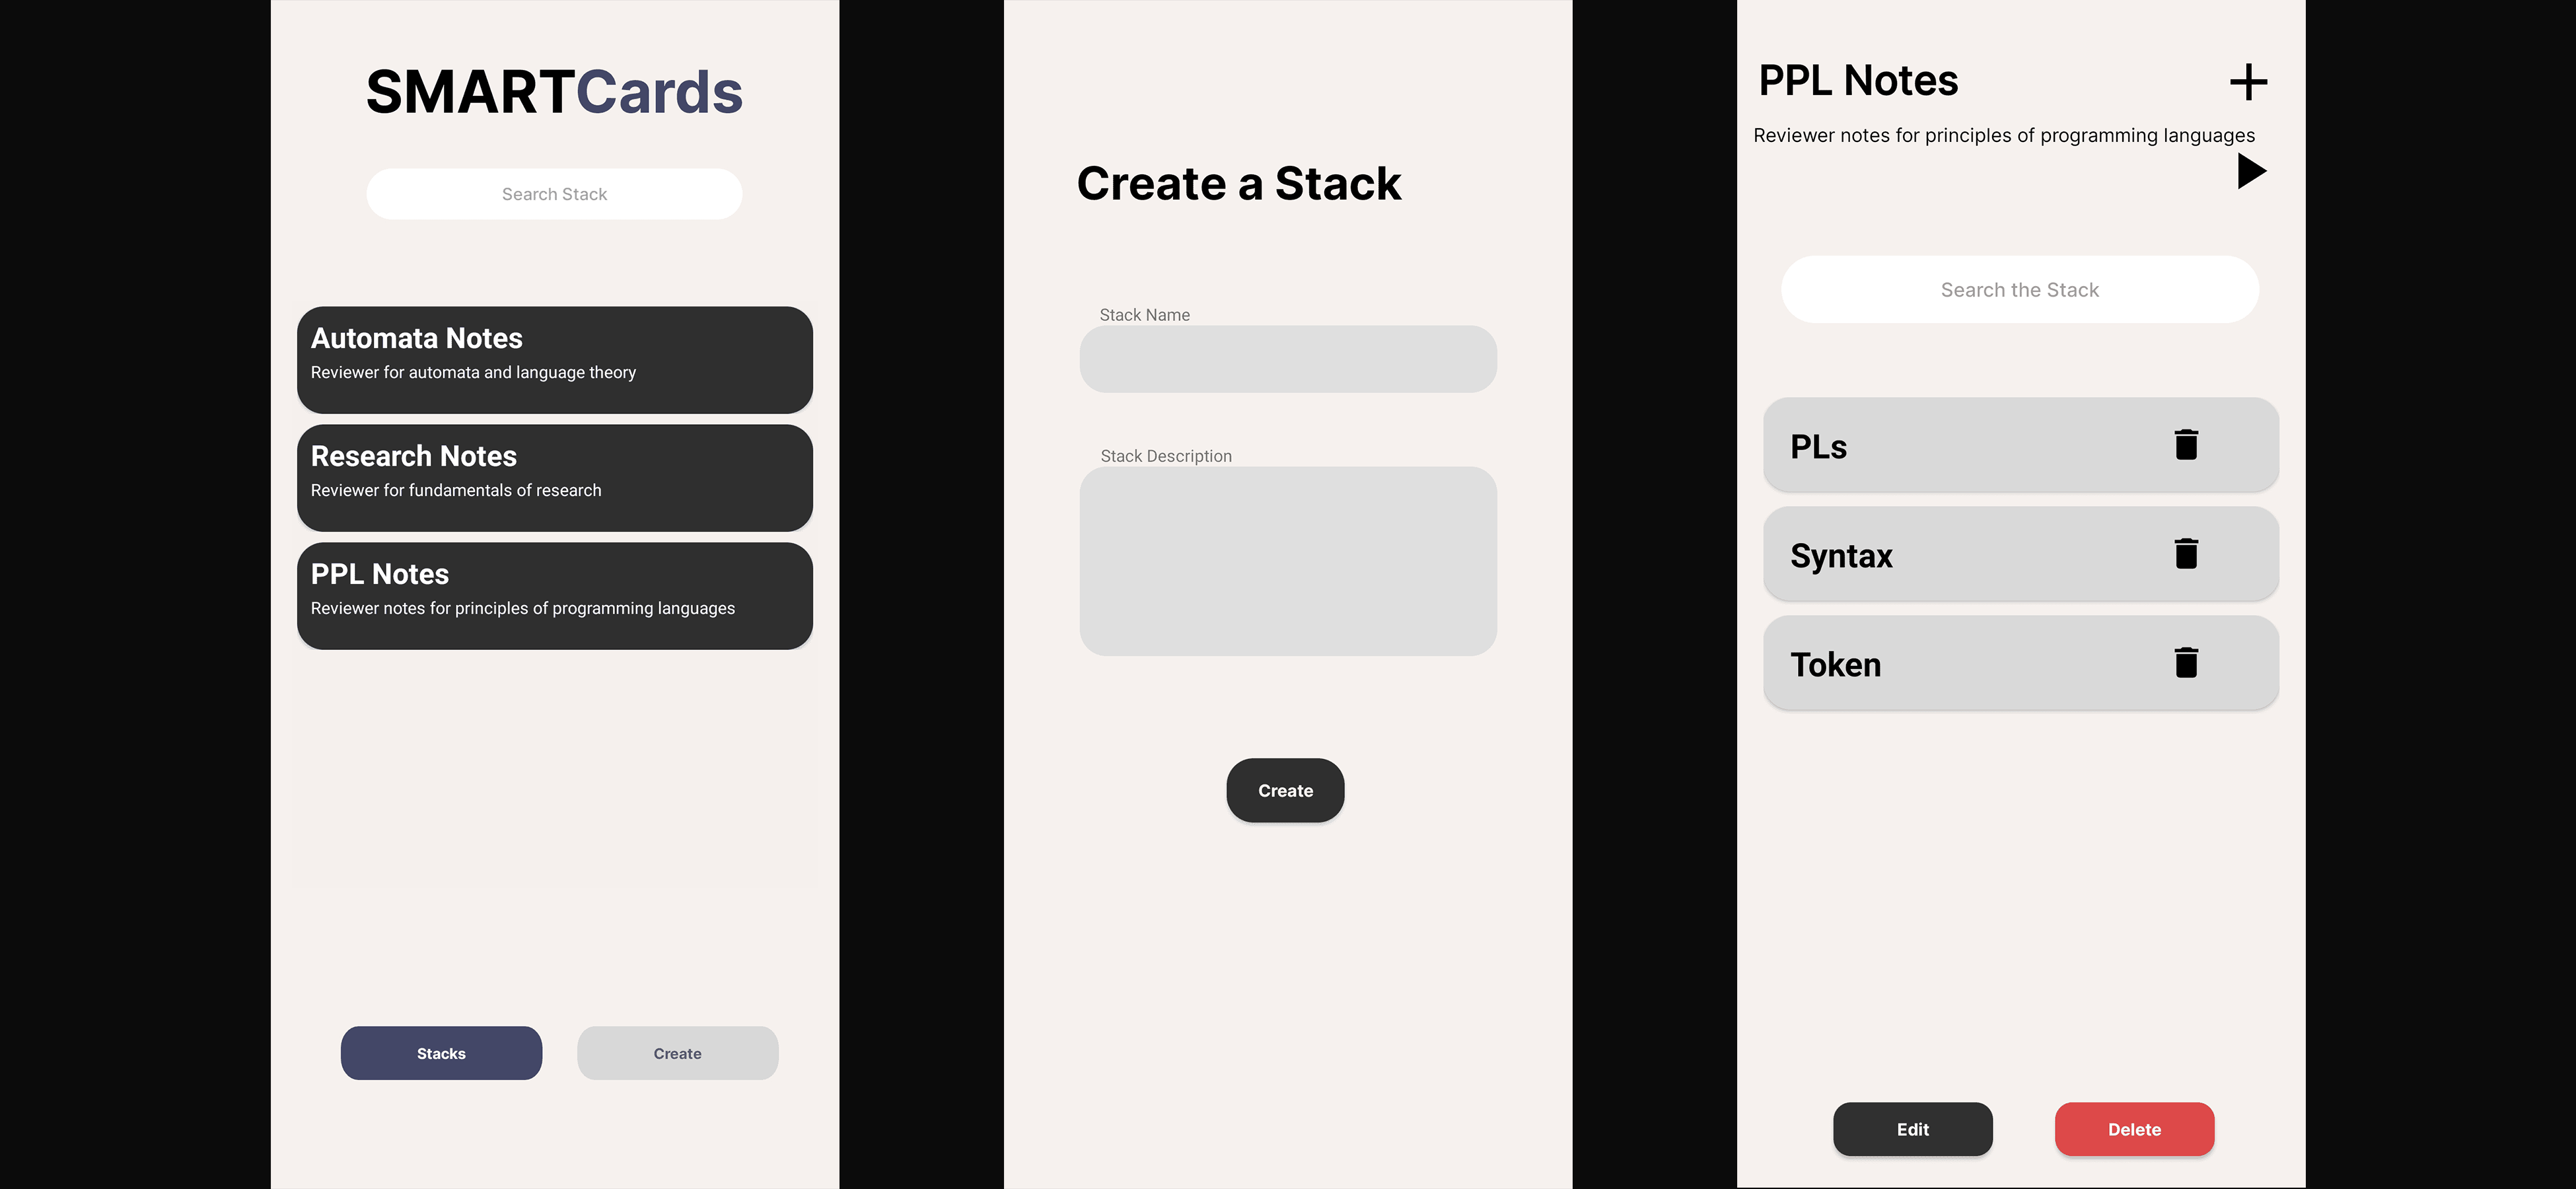 SMARTCards
Search Stack
Automata Notes
Reviewer for automata and language theory
Research Notes
Reviewer for fundamentals of research
PPL Notes
Reviewer notes for principles of programming languages
Stacks
Create
Create a Stack
Stack Name
Stack Description
Create
PPL Notes
Reviewer notes for principles of programming languages
Search the Stack
PLs
Syntax
Token
Edit
Delete